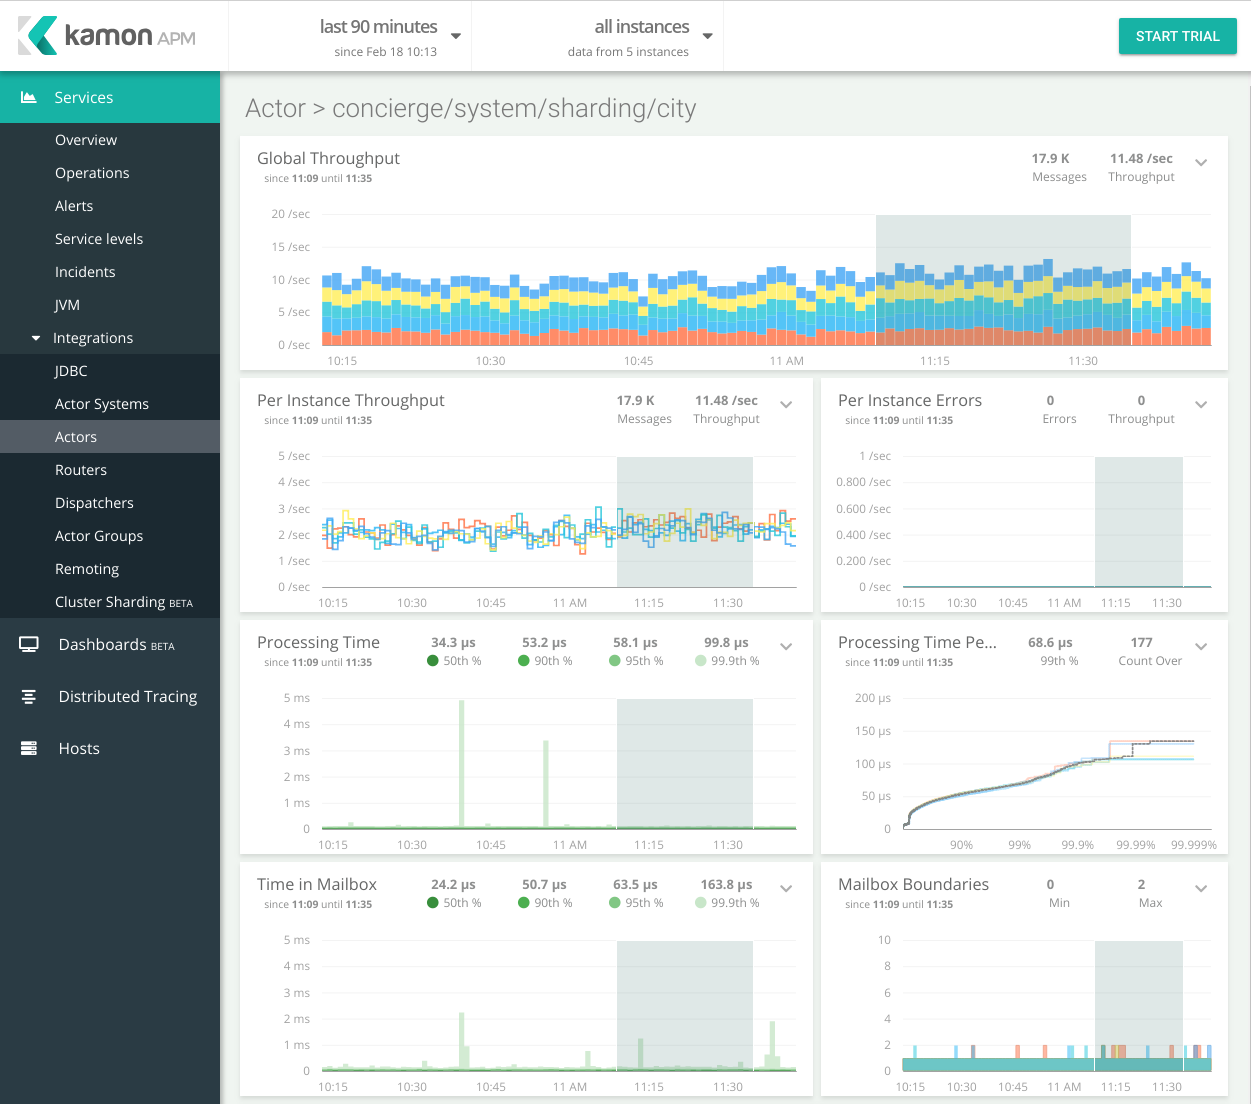 kamon APM
last 90 minutes
since Feb 18 10:13
all instances
data from 5 instances
START TRIAL
Services
Overview
Operations
Alerts
Service levels
Incidents
JVM
Integrations
JDBC
Actor Systems
Actors
Routers
Dispatchers
Actor Groups
Remoting
Cluster Sharding BETA
Dashboards BETA
Distributed Tracing
Hosts
Actor > concierge/system/sharding/city
Global Throughput
since 11:09 until 11:35
17.9 K 11.48 /sec
Messages Throughput
20 /sec
15 /sec
10 /sec
5 /sec
0 /sec
10:15 10:30 10:45 11 AM 11:15 11:30
Per Instance Throughput
since 11:09 until 11:35
17.9 K 11.48 /sec
Messages Throughput
5 /sec
4 /sec
3 /sec
2 /sec
1 /sec
0 /sec
10:15 10:30 10:45 11 AM 11:15 11:30
Per Instance Errors
since 11:09 until 11:35
0 0
Errors Throughput
1 /sec
0.800 /sec
0.600 /sec
0.400 /sec
0.200 /sec
0 /sec
10:15 10:30 10:45 11 AM 11:15 11:30
Processing Time
since 11:09 until 11:35
34.3 µs 53.2 µs 58.1 µs 99.8 µs
50th % 90th % 95th % 99.9th %
5 ms
4 ms
3 ms
2 ms
1 ms
0
10:15 10:30 10:45 11 AM 11:15 11:30
Processing Time Pe...
since 11:09 until 11:35
68.6 µs 177
99th % Count Over
200 µs
150 µs
100 µs
50 µs
0
90% 99% 99.9% 99.99% 99.999%
Time in Mailbox
since 11:09 until 11:35
24.2 µs 50.7 µs 63.5 µs 163.8 µs
50th % 90th % 95th % 99.9th %
5 ms
4 ms
3 ms
2 ms
1 ms
0
10:15 10:30 10:45 11 AM 11:15 11:30
Mailbox Boundaries
since 11:09 until 11:35
0 2
Min Max
10
8
6
4
2
0
10:15 10:30 10:45 11 AM 11:15 11:30